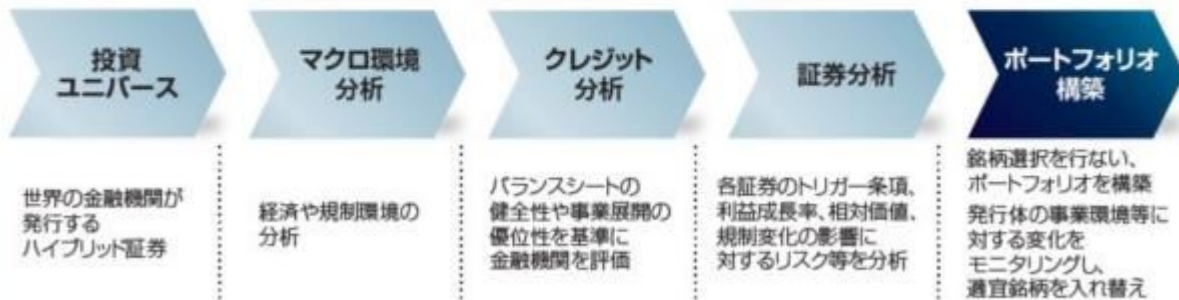 投資
ユニバース
世界の金融機関が
発行する
ハイブリッド証券
マクロ環境
分析
経済や規制環境の
分析
クレジット
分析
バランスシートの
健全性や事業展開の
優位性を基準に
金融機関を評価
証券分析
各証券のトリガー条項、
利益成長率、相対価値、
規制変化の影響に
対するリスク等を分析
ポートフォリオ
構築
銘柄選択を行ない、
ポートフォリオを構築
発行体の事業環境等に
対する変化を
モニタリングし、
適宜銘柄を入れ替え